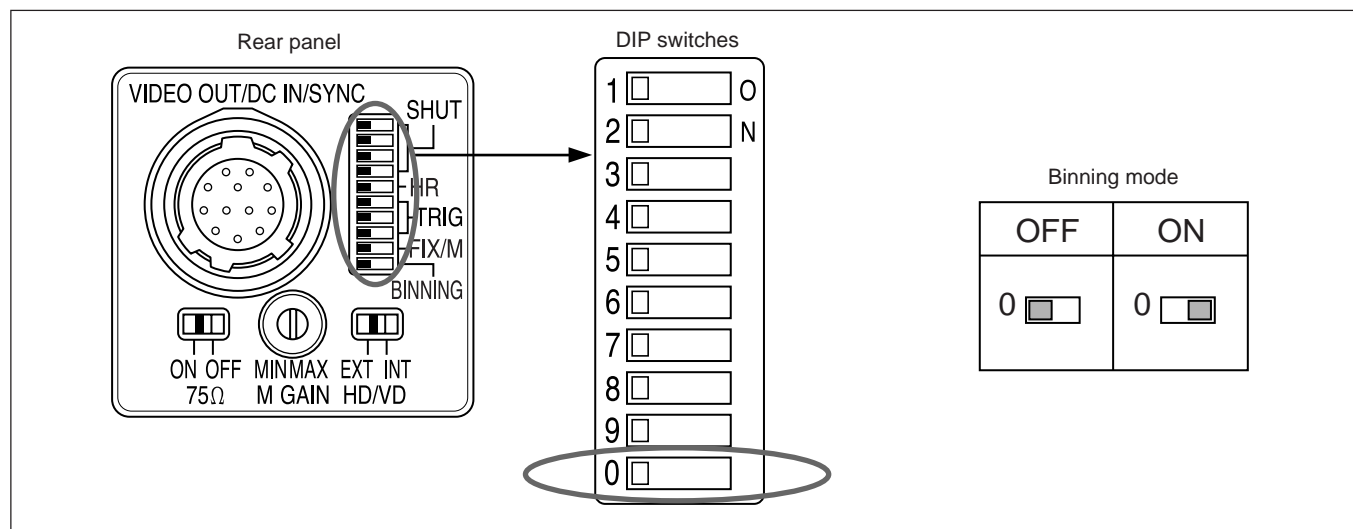 Rear panel
VIDEO OUT/DC IN/SYNC
SHUT
HR
TRIG
FIX/M
BINNING
ON OFF
75Ω
MIN MAX
M GAIN
EXT INT
HD/VD
DIP switches
1
O
2
N
3
4
5
6
7
8
9
0
Binning mode
OFF
ON
0
0